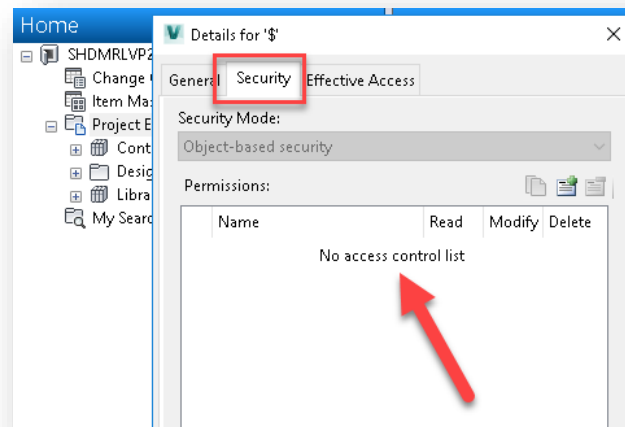 Home
SHDMRLVP2
Change
Item Ma
Project E
Cont
Desig
Libra
My Searc
Details for '$'
General
Security
Effective Access
Security Mode:
Object-based security
Permissions:
Name Read Modify Delete
No access control list